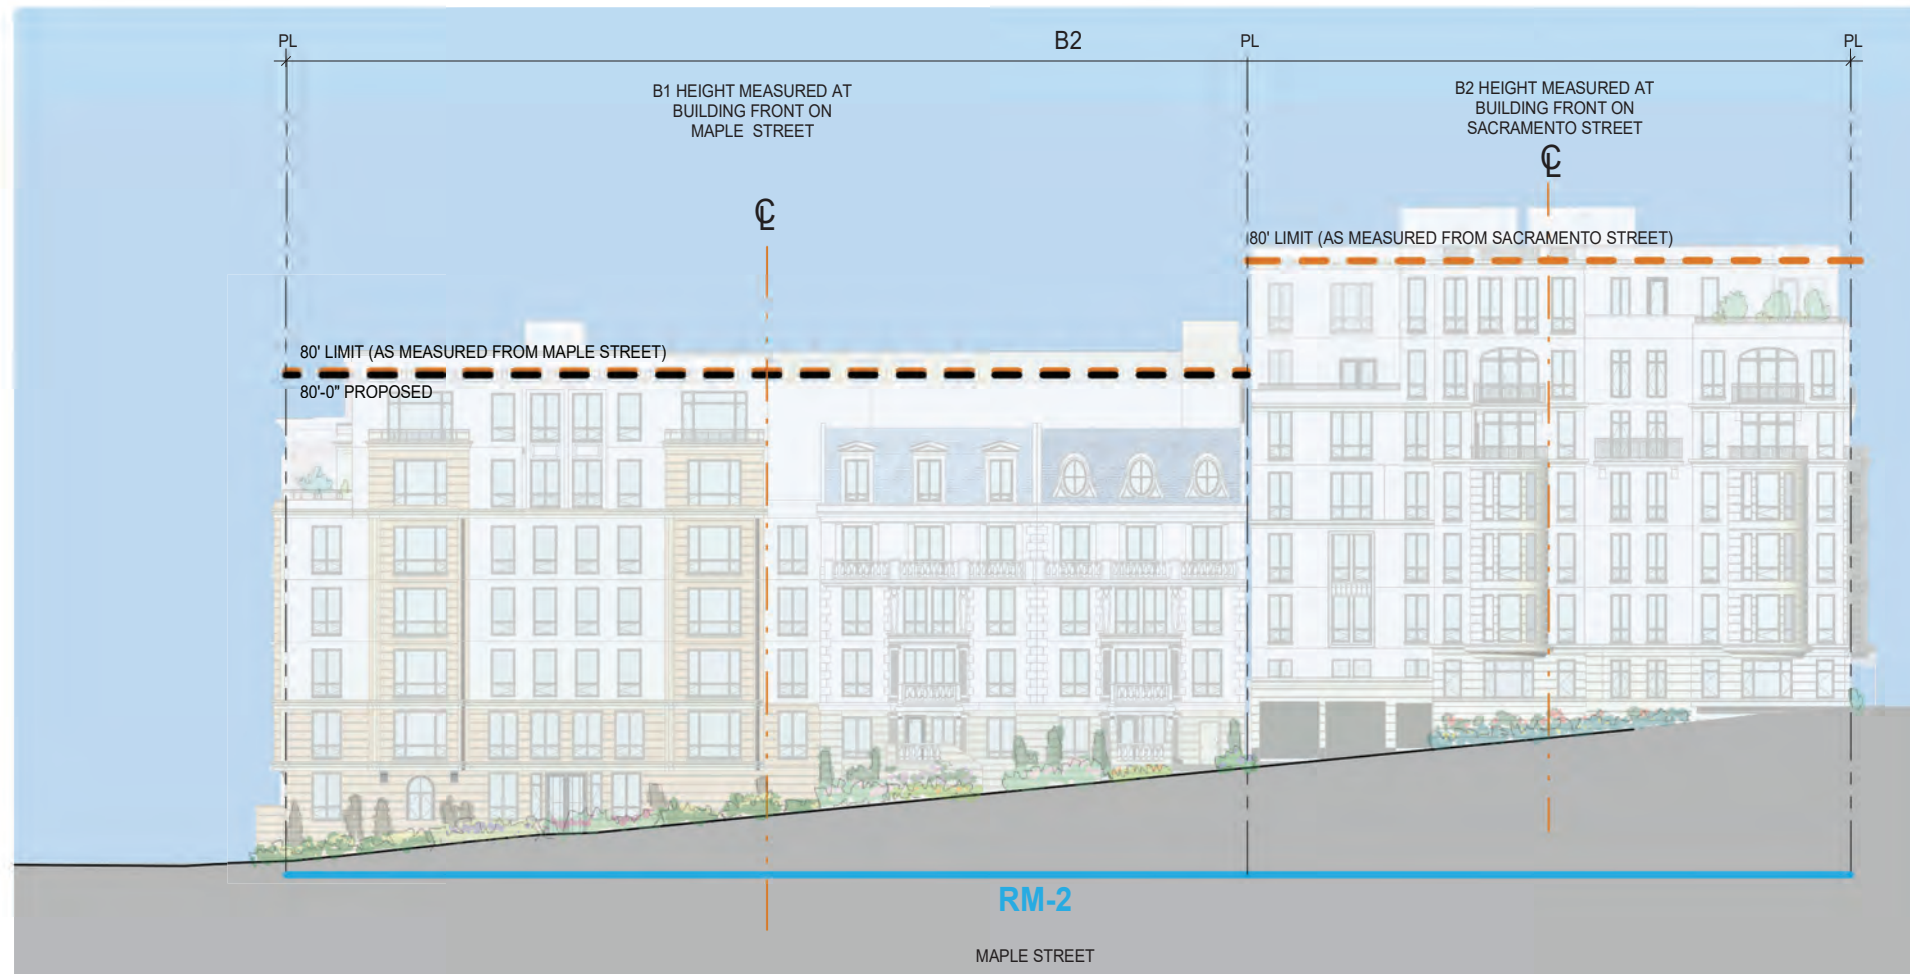 PL
B2
PL
PL
B1 HEIGHT MEASURED AT
BUILDING FRONT ON
MAPLE STREET
B2 HEIGHT MEASURED AT
BUILDING FRONT ON
SACRAMENTO STREET
℄
℄
80' LIMIT (AS MEASURED FROM SACRAMENTO STREET)
80' LIMIT (AS MEASURED FROM MAPLE STREET)
80'-0" PROPOSED
RM-2
MAPLE STREET